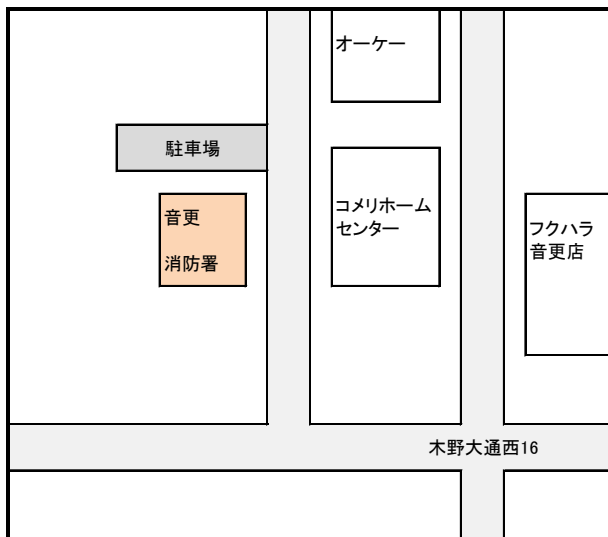 オーケー
駐車場
コメリホーム
センター
音更
消防署
フクハラ
音更店
木野大通西16